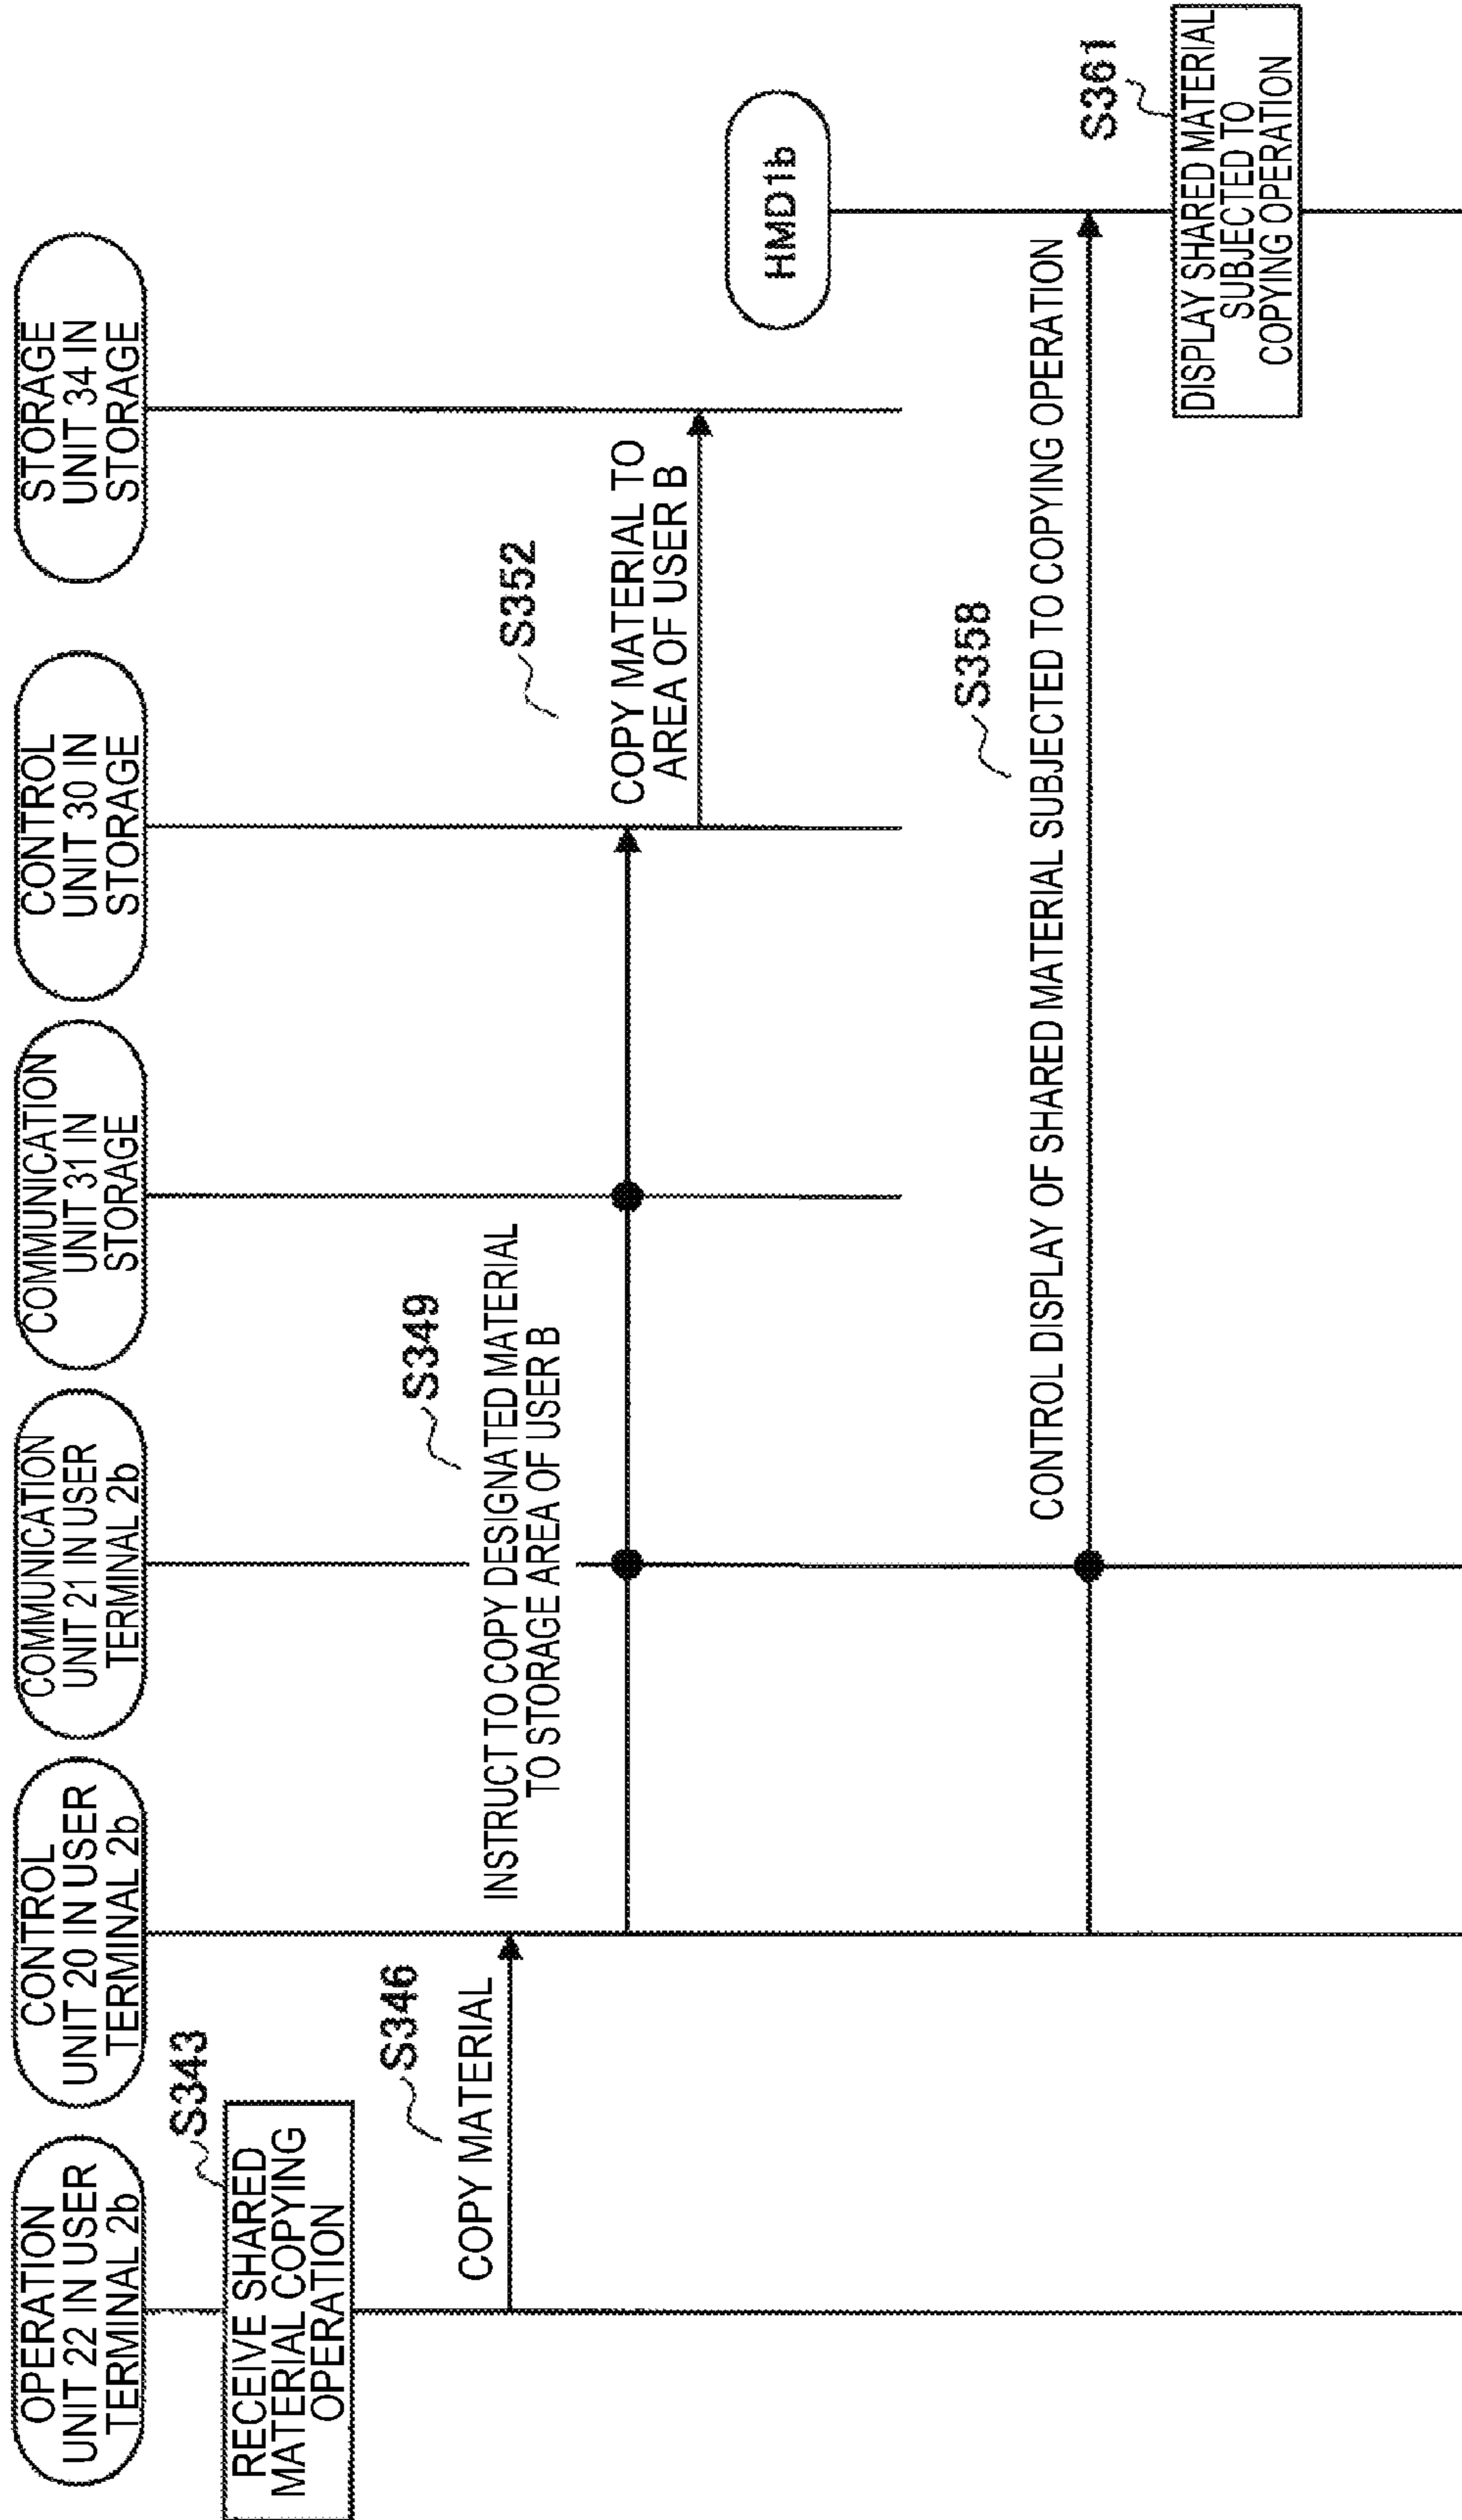 OPERATION
UNIT 22 IN USER
TERMINAL 2b
CONTROL
UNIT 20 IN USER
TERMINAL 2b
COMMUNICATION
UNIT 21 IN USER
TERMINAL 2b
COMMUNICATION
UNIT 31 IN
STORAGE
CONTROL
UNIT 30 IN
STORAGE
STORAGE
UNIT 34 IN
STORAGE
S343
RECEIVE SHARED
MATERIAL COPYING
OPERATION
S346
COPY MATERIAL
S349
INSTRUCT TO COPY DESIGNATED MATERIAL
TO STORAGE AREA OF USER B
S352
COPY MATERIAL TO
AREA OF USER B
HMD1b
S358
CONTROL DISPLAY OF SHARED MATERIAL SUBJECTED TO COPYING OPERATION
S361
DISPLAY SHARED MATERIAL
SUBJECTED TO
COPYING OPERATION